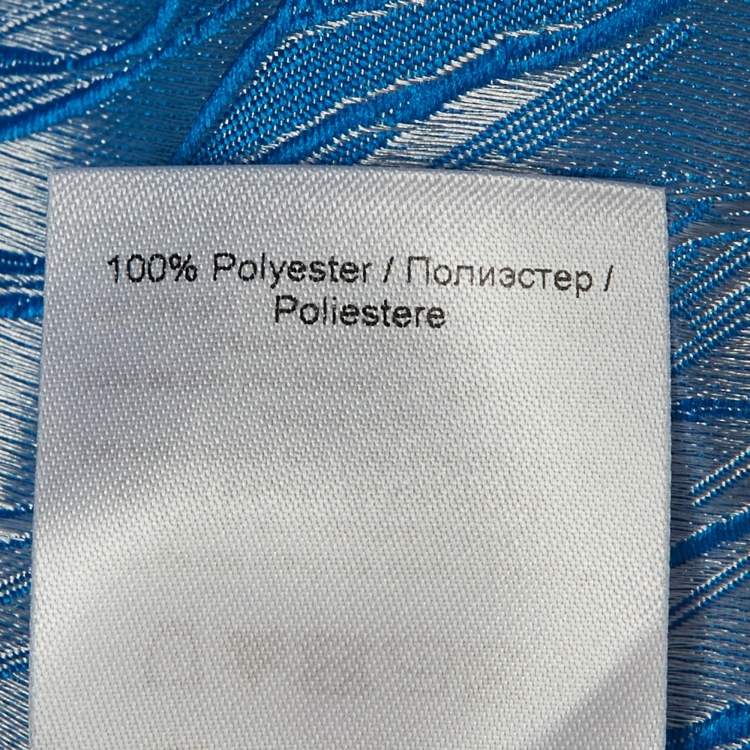 100% Polyester / Полиэстер /
Poliestere